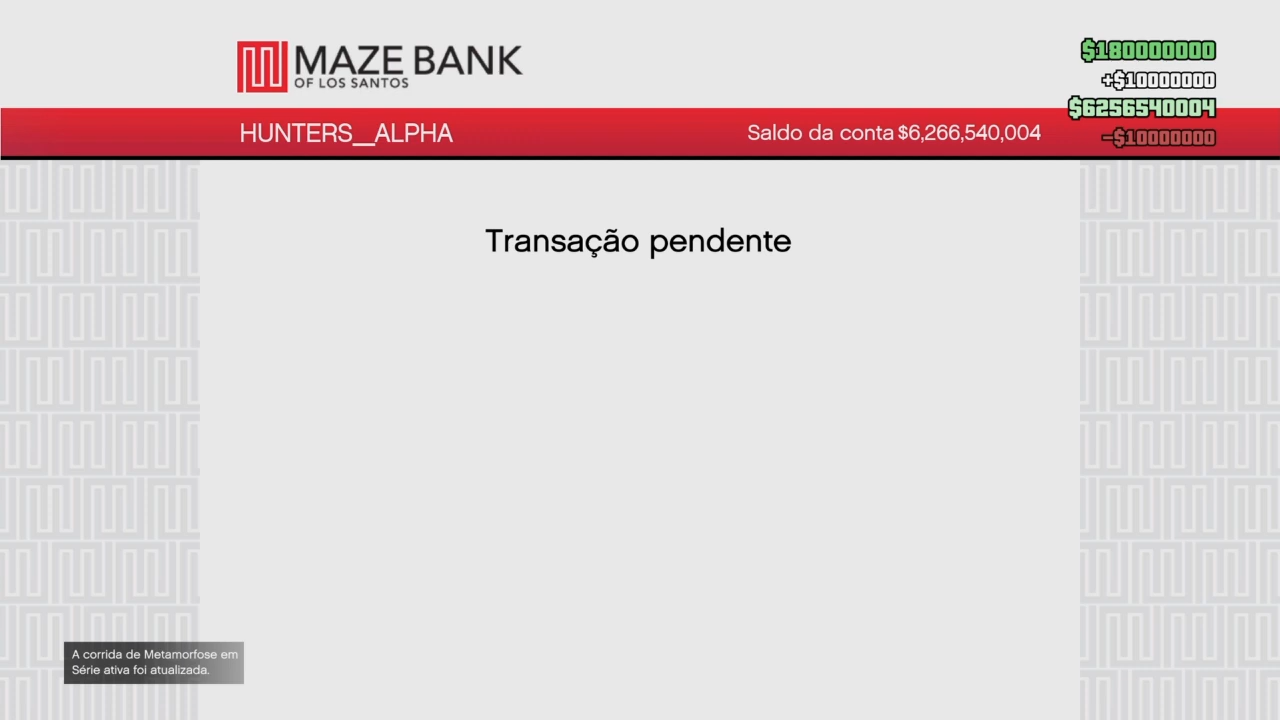 MAZE BANK
OF LOS SANTOS
$180000000
+$10000000
$6256540004
-$10000000
HUNTERS__ALPHA
Saldo da conta $6,266,540,004
Transação pendente
A corrida de Metamorfose em
Série ativa foi atualizada.